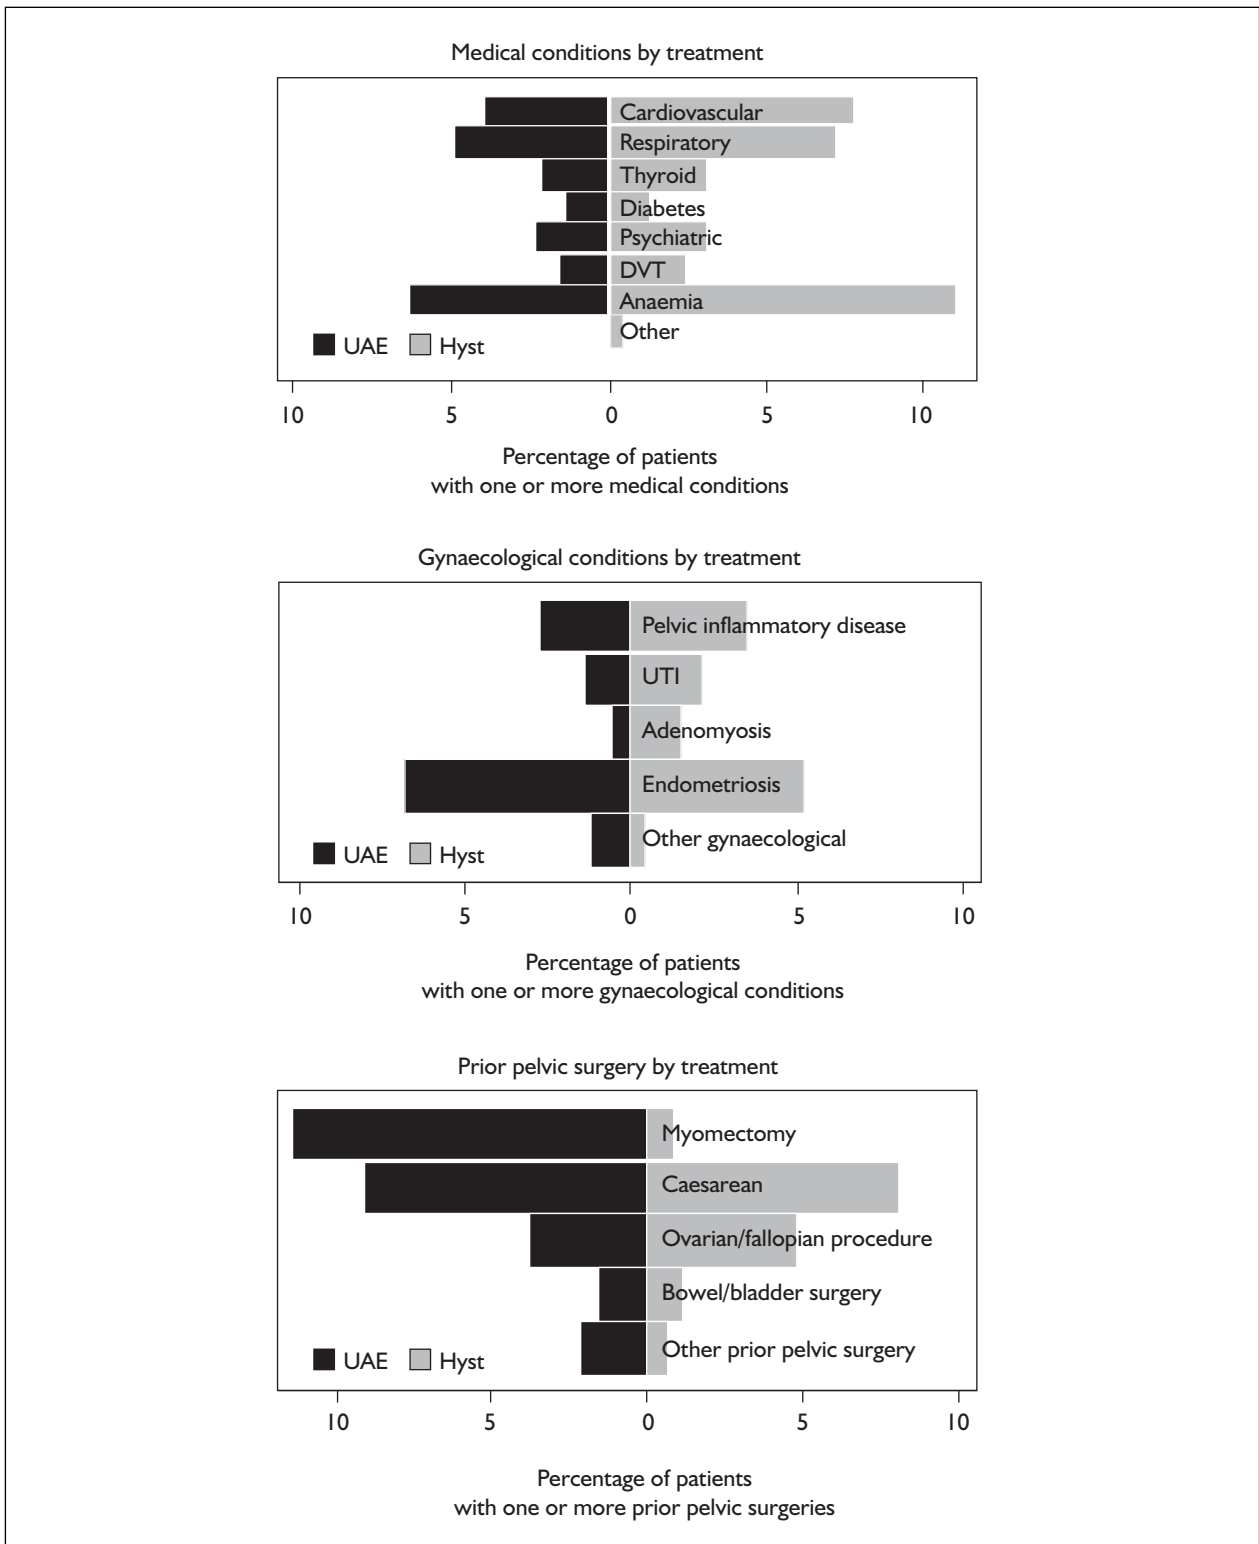 Medical conditions by treatment
Cardiovascular
Respiratory
Thyroid
Diabetes
Psychiatric
DVT
Anaemia
Other
UAE Hyst
10 5 0 5 10
Percentage of patients
with one or more medical conditions
Gynaecological conditions by treatment
Pelvic inflammatory disease
UTI
Adenomyosis
Endometriosis
Other gynaecological
UAE Hyst
10 5 0 5 10
Percentage of patients
with one or more gynaecological conditions
Prior pelvic surgery by treatment
Myomectomy
Caesarean
Ovarian/fallopian procedure
Bowel/bladder surgery
Other prior pelvic surgery
UAE Hyst
10 5 0 5 10
Percentage of patients
with one or more prior pelvic surgeries